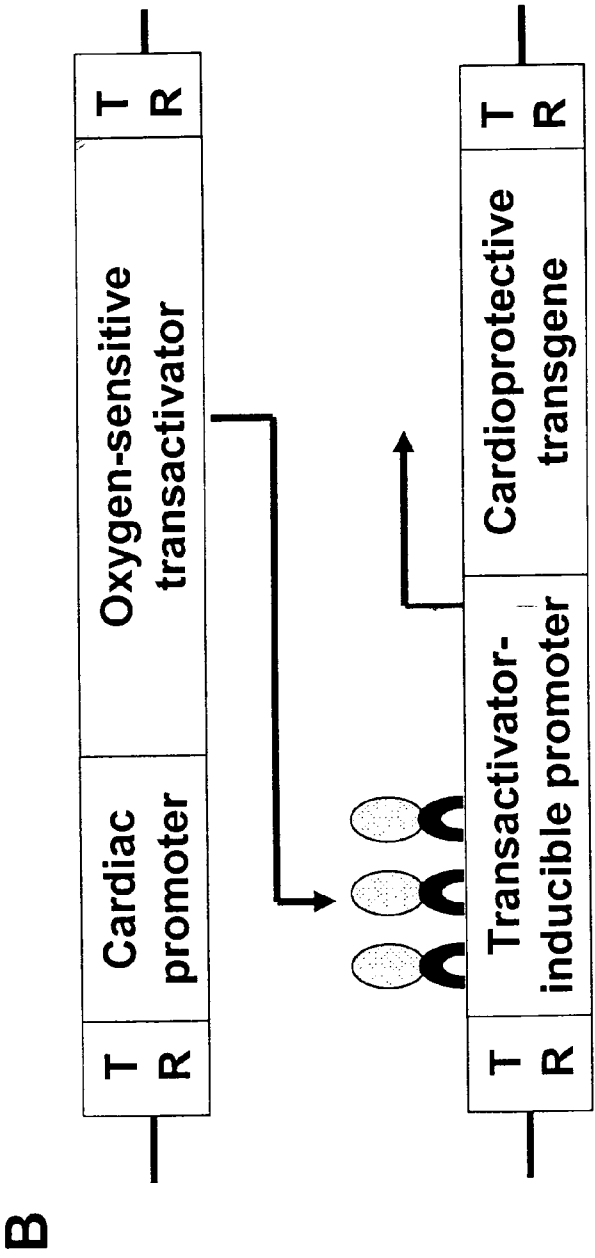 B
T
R
Cardiac
promoter
Oxygen-sensitive
transactivator
T
R
T
R
Transactivator-
inducible promoter
Cardioprotective
transgene
T
R